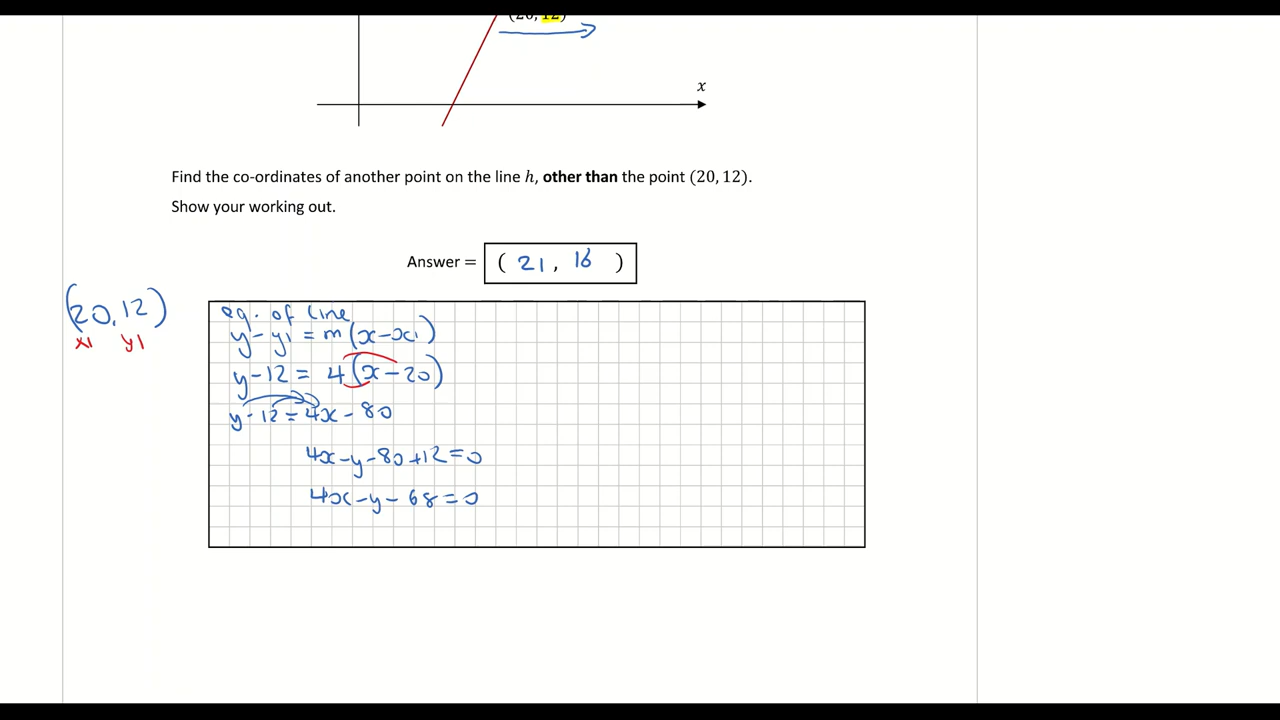 (20, 12)
x
Find the co-ordinates of another point on the line h, other than the point (20, 12).
Show your working out.
Answer = ( 21 , 16 )
(20,12)
x1 y1
eq. of line
y - y1 = m (x - x1)
y - 12 = 4 (x - 20)
y - 12 = 4x - 80
4x - y - 80 + 12 = 0
4x - y - 68 = 0